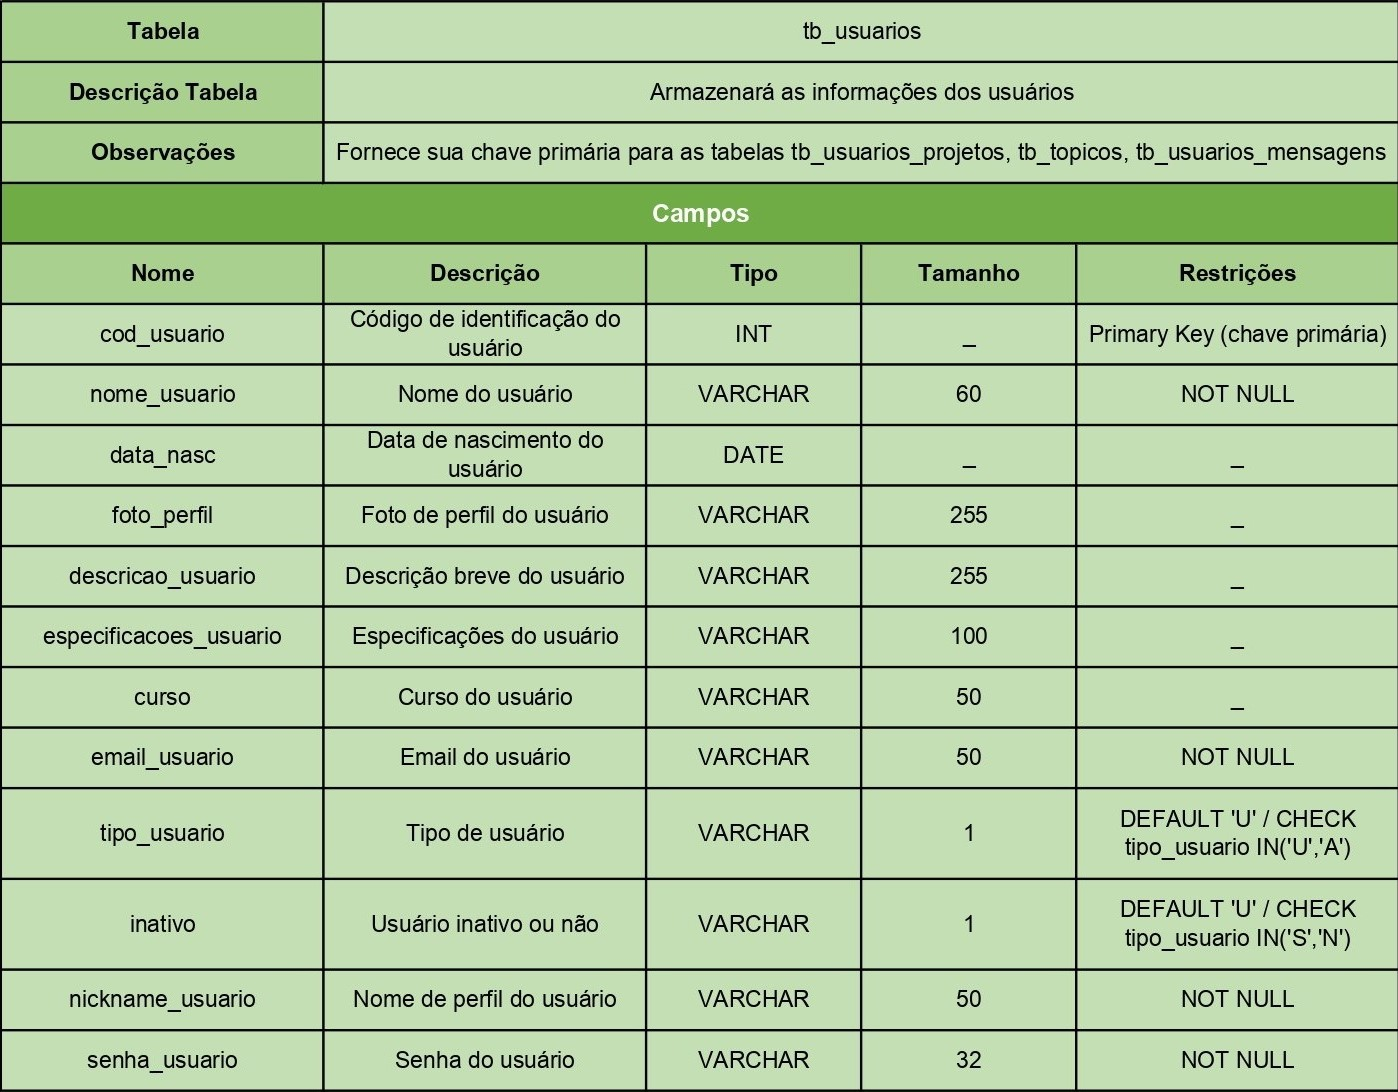 Tabela tb_usuarios
Descrição Tabela Armazenará as informações dos usuários
Observações Fornece sua chave primária para as tabelas tb_usuarios_projetos, tb_topicos, tb_usuarios_mensagens
Campos
Nome Descrição Tipo Tamanho Restrições
cod_usuario Código de identificação do usuário INT _ Primary Key (chave primária)
nome_usuario Nome do usuário VARCHAR 60 NOT NULL
data_nasc Data de nascimento do usuário DATE _ _
foto_perfil Foto de perfil do usuário VARCHAR 255 _
descricao_usuario Descrição breve do usuário VARCHAR 255 _
especificacoes_usuario Especificações do usuário VARCHAR 100 _
curso Curso do usuário VARCHAR 50 _
email_usuario Email do usuário VARCHAR 50 NOT NULL
tipo_usuario Tipo de usuário VARCHAR 1 DEFAULT 'U' / CHECK tipo_usuario IN('U','A')
inativo Usuário inativo ou não VARCHAR 1 DEFAULT 'U' / CHECK tipo_usuario IN('S','N')
nickname_usuario Nome de perfil do usuário VARCHAR 50 NOT NULL
senha_usuario Senha do usuário VARCHAR 32 NOT NULL